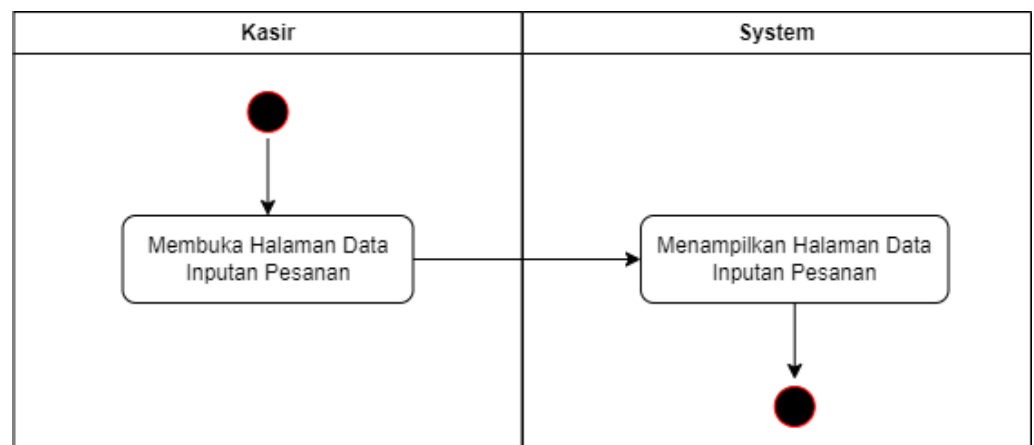 Kasir
System
Membuka Halaman Data
Inputan Pesanan
Menampilkan Halaman Data
Inputan Pesanan